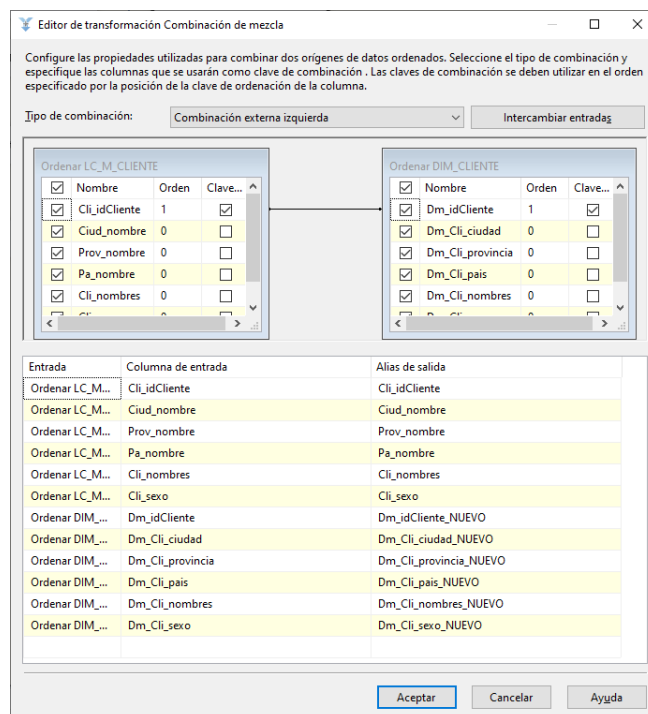 Editor de transformación Combinación de mezcla
Configure las propiedades utilizadas para combinar dos orígenes de datos ordenados. Seleccione el tipo de combinación y
especifique las columnas que se usarán como clave de combinación . Las claves de combinación se deben utilizar en el orden
especificado por la posición de la clave de ordenación de la columna.
Tipo de combinación: Combinación externa izquierda Intercambiar entradas
Ordenar LC_M_CLIENTE Ordenar DIM_CLIENTE
Nombre Orden Clave... Nombre Orden Clave...
Cli_idCliente 1 Dm_idCliente 1
Ciud_nombre 0 Dm_Cli_ciudad 0
Prov_nombre 0 Dm_Cli_provincia 0
Pa_nombre 0 Dm_Cli_pais 0
Cli_nombres 0 Dm_Cli_nombres 0
Entrada Columna de entrada Alias de salida
Ordenar LC_M... Cli_idCliente Cli_idCliente
Ordenar LC_M... Ciud_nombre Ciud_nombre
Ordenar LC_M... Prov_nombre Prov_nombre
Ordenar LC_M... Pa_nombre Pa_nombre
Ordenar LC_M... Cli_nombres Cli_nombres
Ordenar LC_M... Cli_sexo Cli_sexo
Ordenar DIM_... Dm_idCliente Dm_idCliente_NUEVO
Ordenar DIM_... Dm_Cli_ciudad Dm_Cli_ciudad_NUEVO
Ordenar DIM_... Dm_Cli_provincia Dm_Cli_provincia_NUEVO
Ordenar DIM_... Dm_Cli_pais Dm_Cli_pais_NUEVO
Ordenar DIM_... Dm_Cli_nombres Dm_Cli_nombres_NUEVO
Ordenar DIM_... Dm_Cli_sexo Dm_Cli_sexo_NUEVO
Aceptar Cancelar Ayuda